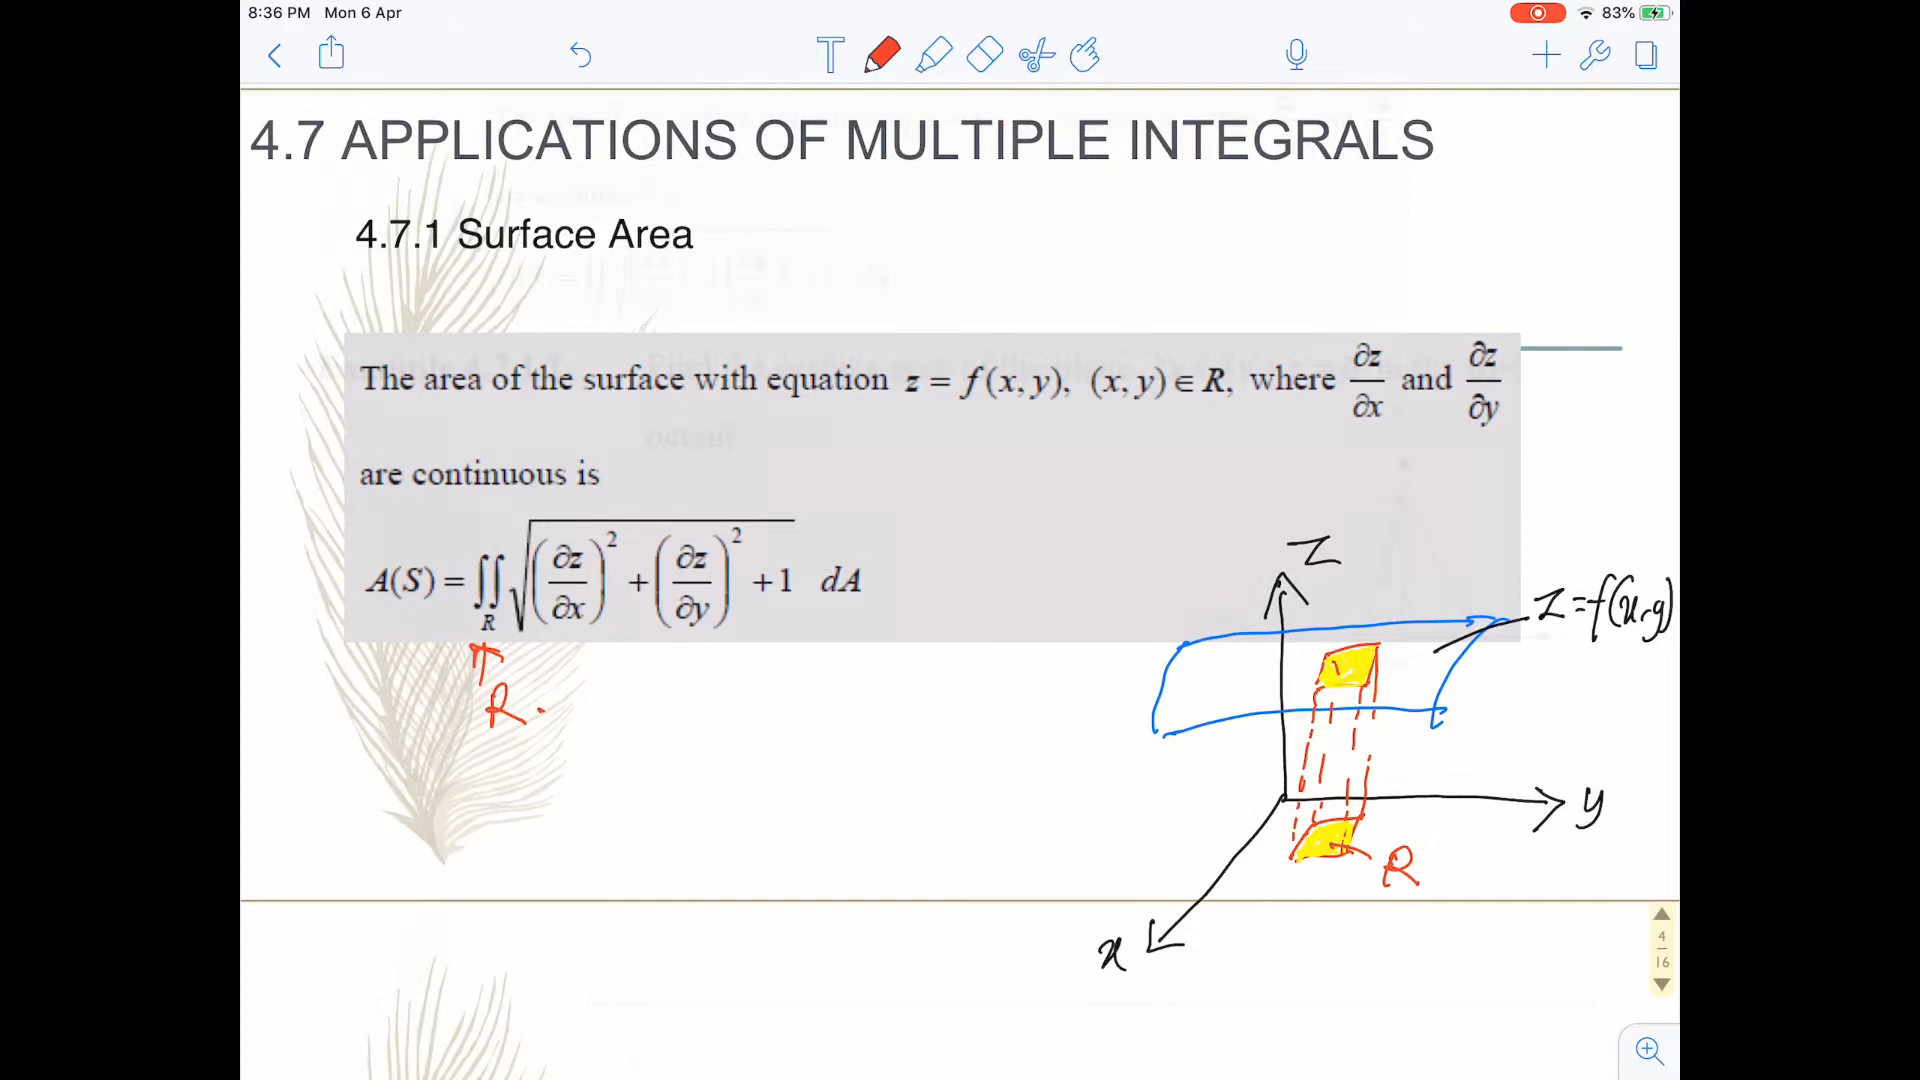 8:36 PM Mon 6 Apr 83%
T
4.7 APPLICATIONS OF MULTIPLE INTEGRALS
4.7.1 Surface Area
The area of the surface with equation z = f(x, y), (x, y) ∈ R, where ∂z/∂x and ∂z/∂y
are continuous is
A(S) = ∬_R √((∂z/∂x)² + (∂z/∂y)² + 1) dA
R.
z
z = f(x, y)
y
R
x
4
16